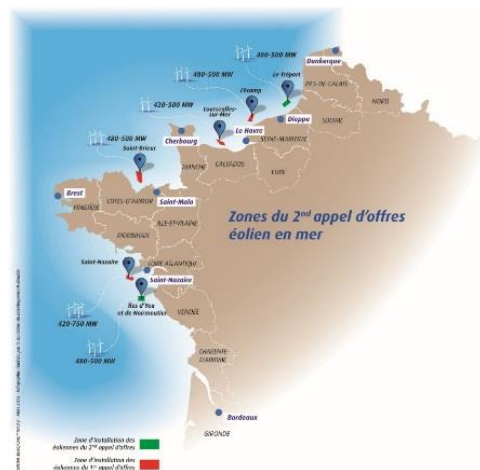 480-500 MW
Dunkerque
480-500 MW
Le Tréport
Fécamp
PAS-DE-CALAIS
NORD
420-500 MW
Courseulles-
sur-Mer
Dieppe
SOMME
480-500 MW
Cherbourg
Le Havre
SEINE-MARITIME
Saint-Brieuc
MANCHE
CALVADOS
EURE
Brest
FINISTÈRE
CÔTES-D'ARMOR
Saint-Malo
ILLE-ET-VILAINE
MORBIHAN
Zones du 2nd appel d'offres
éolien en mer
Saint-Nazaire
LOIRE-ATLANTIQUE
Saint-Nazaire
Îles d'Yeu
et de Noirmoutier
VENDÉE
420-750 MW
480-500 MW
CHARENTE-
MARITIME
Bordeaux
GIRONDE
Zone d'installation des
éoliennes du 2nd appel d'offres
Zone d'installation des
éoliennes du 1er appel d'offres